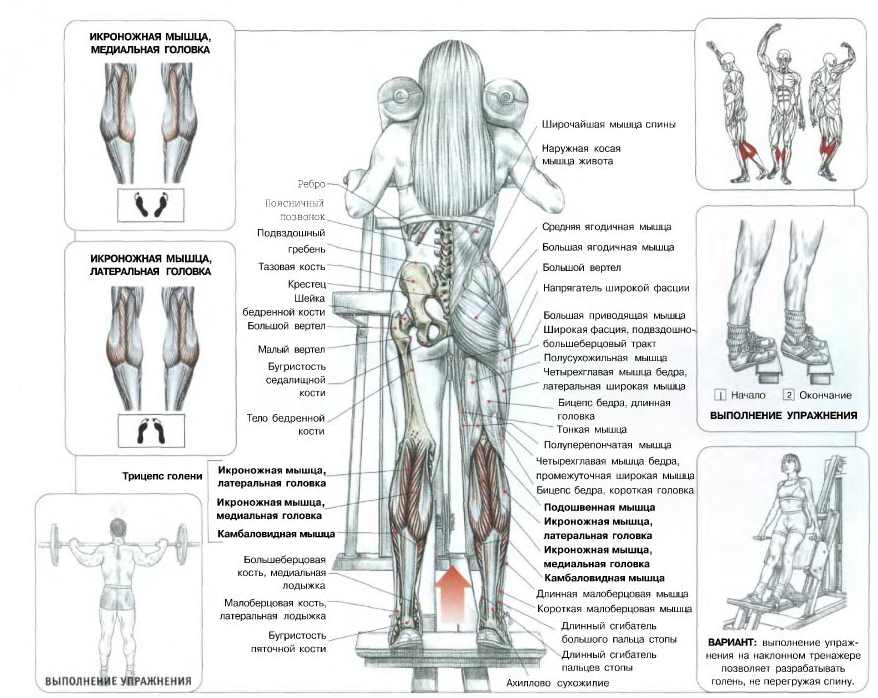 ИКРОНОЖНАЯ МЫШЦА,
МЕДИАЛЬНАЯ ГОЛОВКА
ИКРОНОЖНАЯ МЫШЦА,
ЛАТЕРАЛЬНАЯ ГОЛОВКА
Ребро
Поясничный
позвонок
Подвздошный
гребень
Тазовая кость
Крестец
Шейка
бедренной кости
Большой вертел
Малый вертел
Бугристость
седалищной
кости
Тело бедренной
кости
Трицепс голени
Икроножная мышца,
латеральная головка
Икроножная мышца,
медиальная головка
Камбаловидная мышца
Большеберцовая
кость, медиальная
лодыжка
Малоберцовая кость,
латеральная лодыжка
Бугристость
пяточной кости
ВЫПОЛНЕНИЕ УПРАЖНЕНИЯ
Широчайшая мышца спины
Наружная косая
мышца живота
Средняя ягодичная мышца
Большая ягодичная мышца
Большой вертел
Напрягатель широкой фасции
Большая приводящая мышца
Широкая фасция, подвздошно-
большеберцовый тракт
Полусухожильная мышца
Четырехглавая мышца бедра,
латеральная широкая мышца
Бицепс бедра, длинная
головка
Тонкая мышца
Полуперепончатая мышца
Четырехглавая мышца бедра,
промежуточная широкая мышца
Бицепс бедра, короткая головка
Подошвенная мышца
Икроножная мышца,
латеральная головка
Икроножная мышца,
медиальная головка
Камбаловидная мышца
Длинная малоберцовая мышца
Короткая малоберцовая мышца
Длинный сгибатель
большого пальца стопы
Длинный сгибатель
пальцев стопы
Ахиллово сухожилие
1 Начало 2 Окончание
ВЫПОЛНЕНИЕ УПРАЖНЕНИЯ
ВАРИАНТ: выполнение упраж-
нения на наклонном тренажере
позволяет разрабатывать
голень, не перегружая спину.